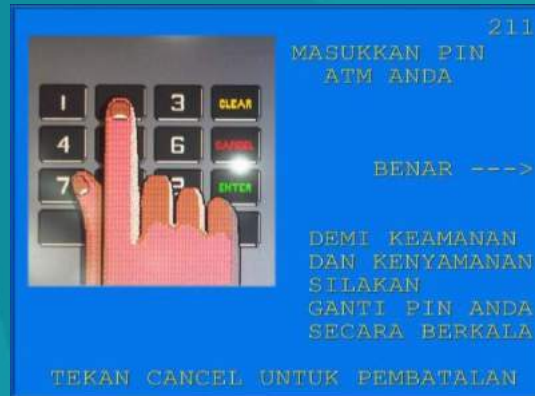 211
MASUKKAN PIN
ATM ANDA
1 3 CLEAR
4 6 CANCEL
7 ENTER
BENAR --->
DEMI KEAMANAN
DAN KENYAMANAN
SILAKAN
GANTI PIN ANDA
SECARA BERKALA
TEKAN CANCEL UNTUK PEMBATALAN